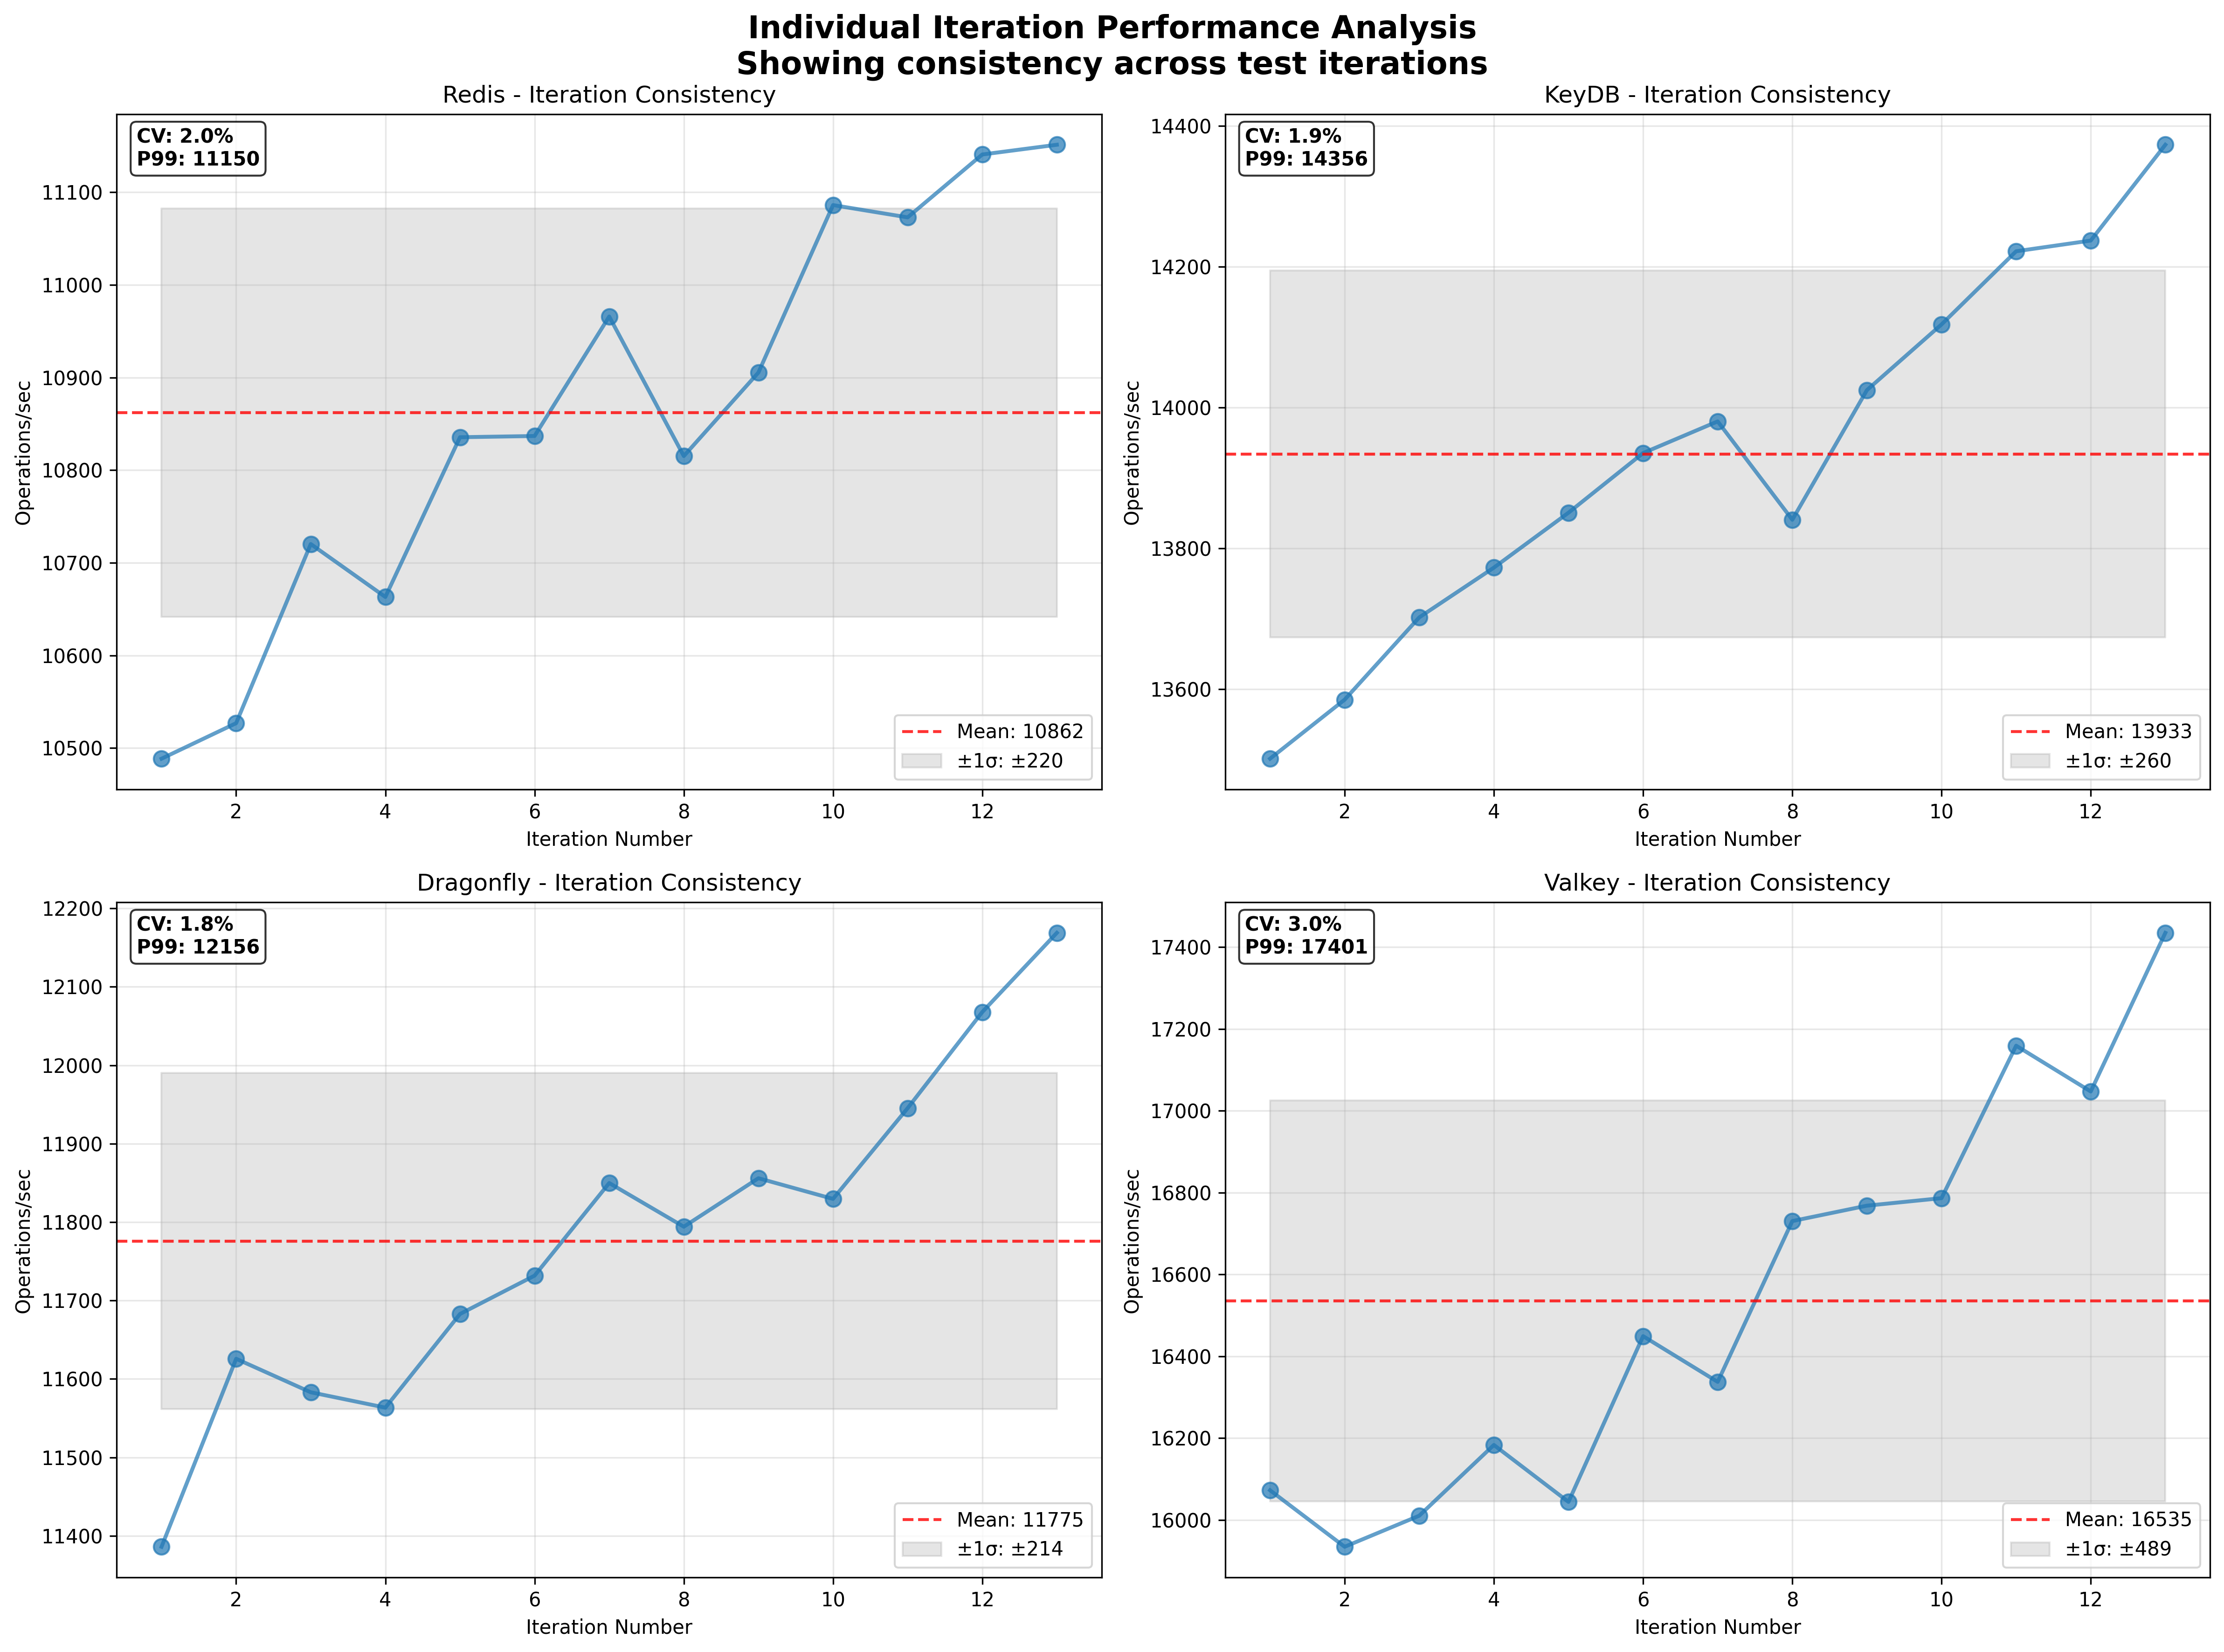 Individual Iteration Performance Analysis
Showing consistency across test iterations
Redis - Iteration Consistency
CV: 2.0%
P99: 11150
11100
11000
10900
10800
10700
10600
10500
Operations/sec
Mean: 10862
±1σ: ±220
2 4 6 8 10 12
Iteration Number
KeyDB - Iteration Consistency
CV: 1.9%
P99: 14356
14400
14200
14000
13800
13600
Operations/sec
Mean: 13933
±1σ: ±260
2 4 6 8 10 12
Iteration Number
Dragonfly - Iteration Consistency
CV: 1.8%
P99: 12156
12200
12100
12000
11900
11800
11700
11600
11500
11400
Operations/sec
Mean: 11775
±1σ: ±214
2 4 6 8 10 12
Iteration Number
Valkey - Iteration Consistency
CV: 3.0%
P99: 17401
17400
17200
17000
16800
16600
16400
16200
16000
Operations/sec
Mean: 16535
±1σ: ±489
2 4 6 8 10 12
Iteration Number